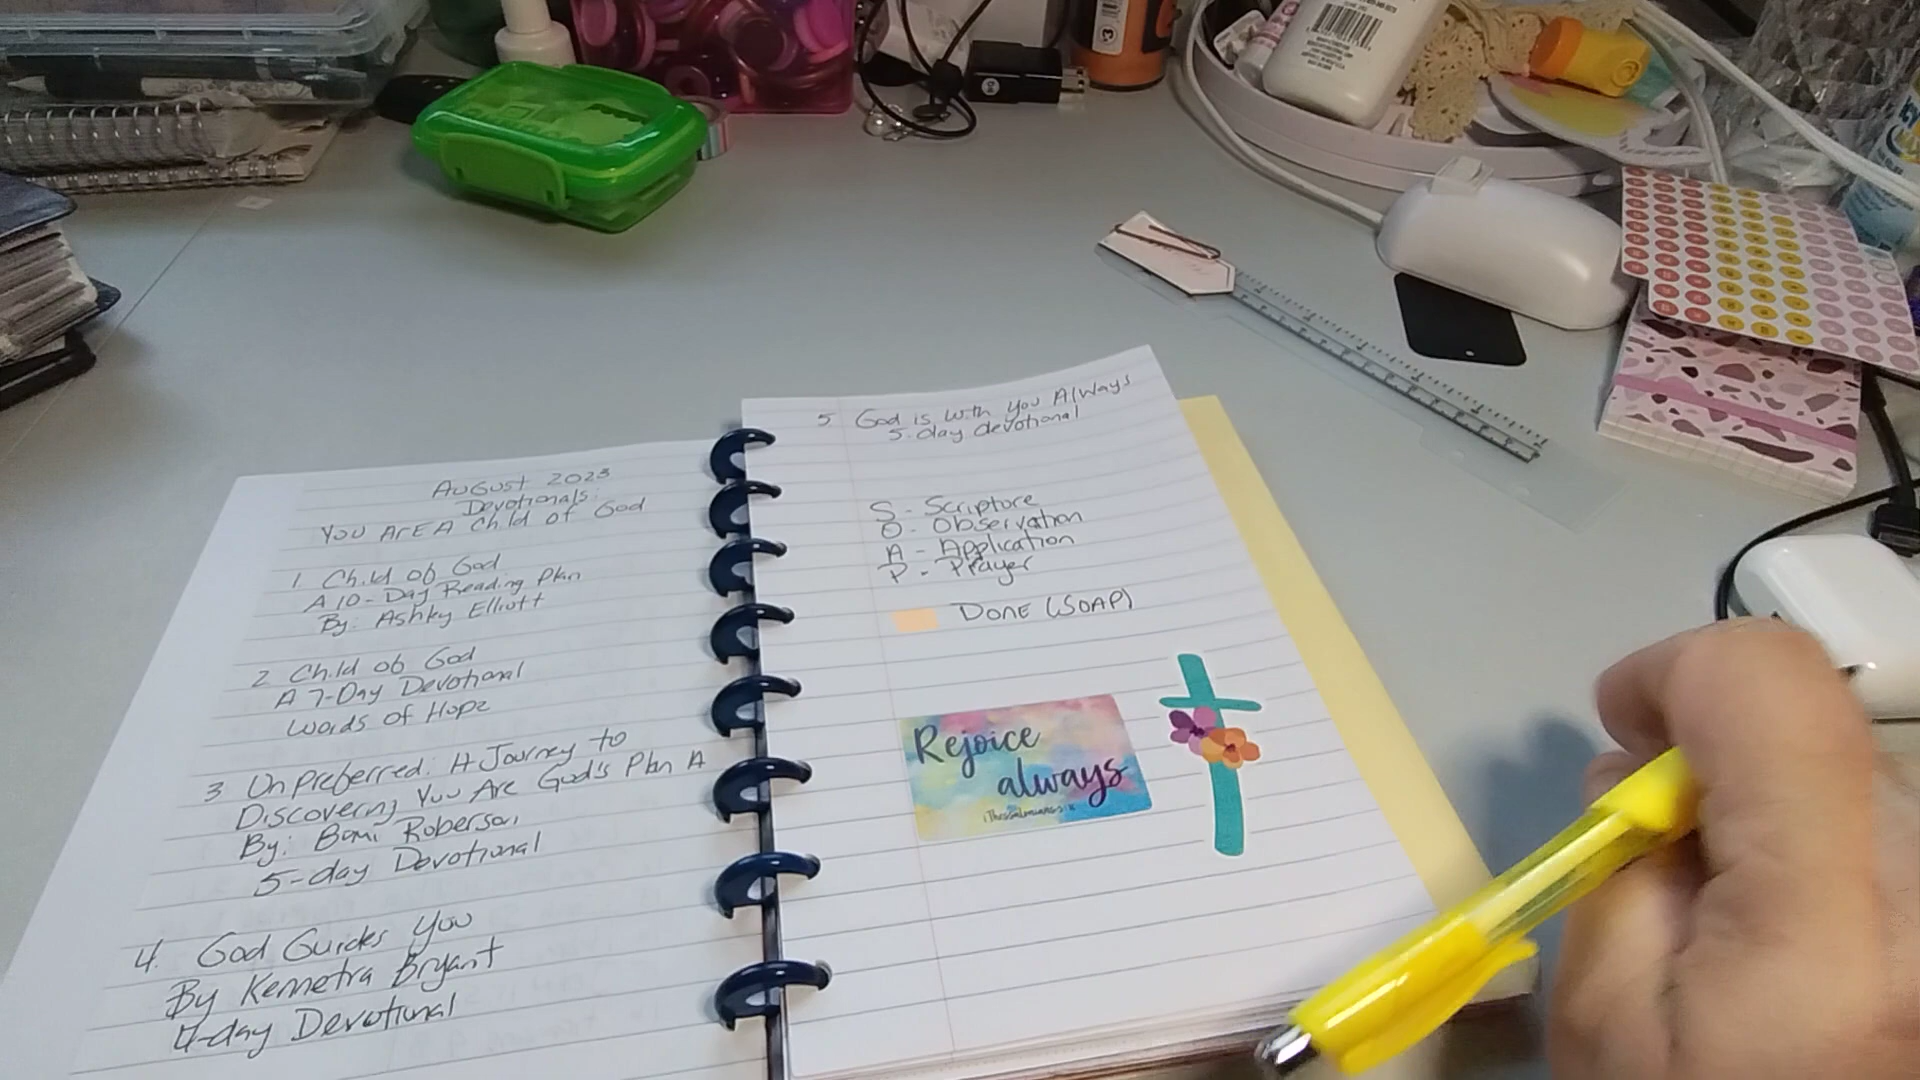 August 2023
Devotionals:
You Are A Child of God
1 Child of God
A 10-Day Reading Plan
By: Ashley Elliott
2 Child of God
A 7-Day Devotional
Words of Hope
3 Unpreferred: A Journey to
Discovering You Are God's Plan A
By: Bami Roberson
5-day Devotional
4. God Guides You
By Kennetra Bryant
4-day Devotional
5 God is with you Always
5-day devotional
S - Scripture
O - Observation
A - Application
P - Prayer
DONE (SOAP)
Rejoice
always